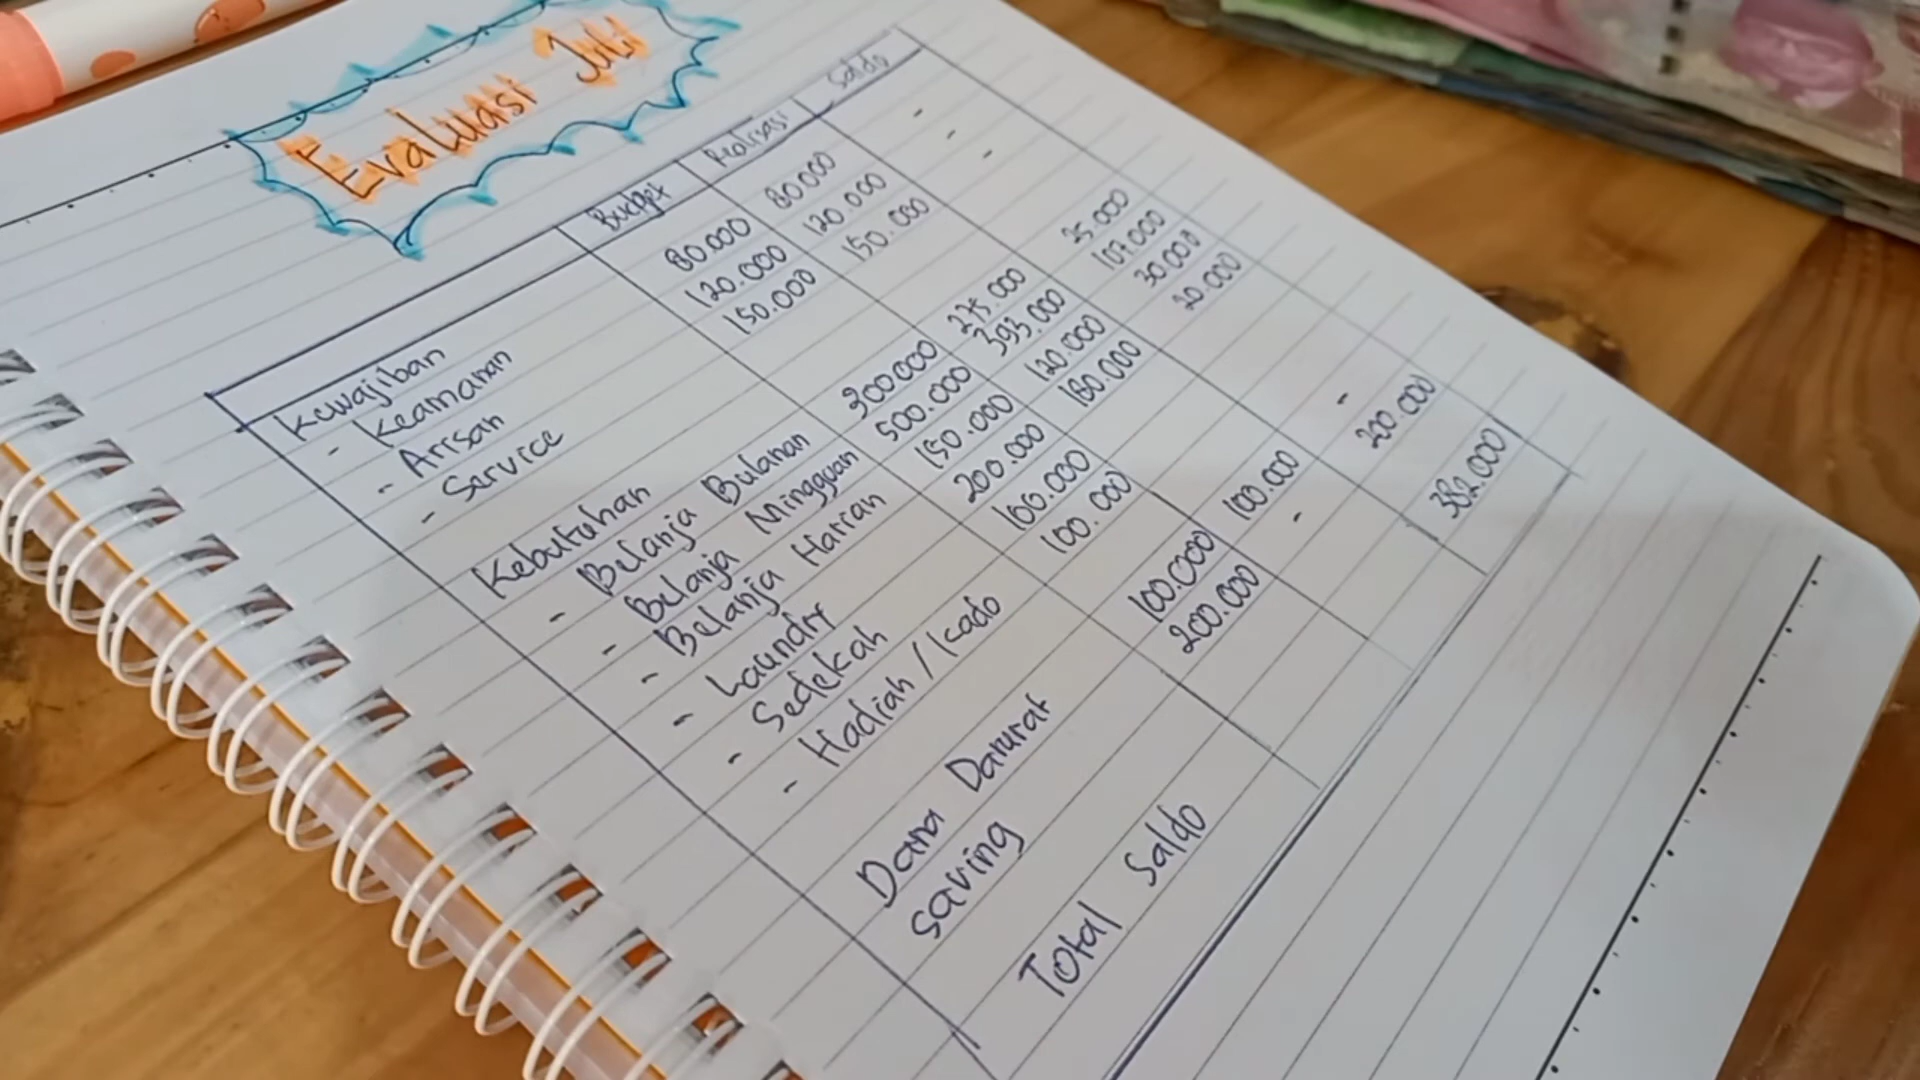 Evaluasi Juli
Budget Realisasi Saldo
Kewajiban
- Keamanan 80.000 80.000 -
- Arisan 120.000 120.000 -
- Service 150.000 150.000 -
Kebutuhan
- Belanja Bulanan 300.000 275.000 25.000
- Belanja Mingguan 500.000 393.000 107.000
- Belanja Harian 150.000 120.000 30.000
- Laundry 200.000 180.000 20.000
- Sedekah 100.000
- Hadiah / Kado 100.000
Dana Darurat 100.000 100.000 -
Saving 200.000 - 200.000
Total Saldo 382.000